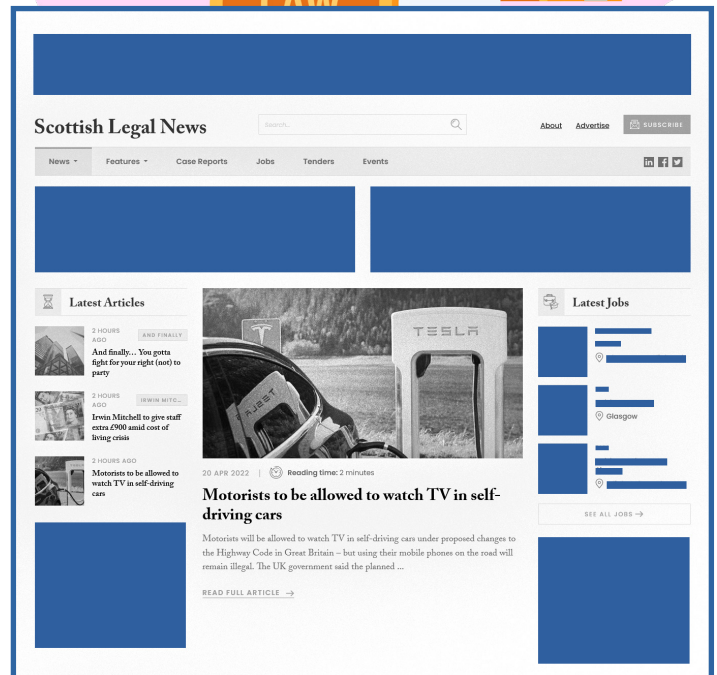 Scottish Legal News
Search...
About
Advertise
SUBSCRIBE
News
Features
Case Reports
Jobs
Tenders
Events
Latest Articles
2 HOURS
AGO
AND FINALLY
And finally... You gotta
fight for your right (not) to
party
2 HOURS
AGO
IRWIN MITC...
Irwin Mitchell to give staff
extra £900 amid cost of
living crisis
2 HOURS AGO
Motorists to be allowed to
watch TV in self-driving
cars
TESLA
TESLA
20 APR 2022 | Reading time: 2 minutes
Motorists to be allowed to watch TV in self-
driving cars
Motorists will be allowed to watch TV in self-driving cars under proposed changes to
the Highway Code in Great Britain – but using their mobile phones on the road will
remain illegal. The UK government said the planned ...
READ FULL ARTICLE →
Latest Jobs
Glasgow
SEE ALL JOBS →